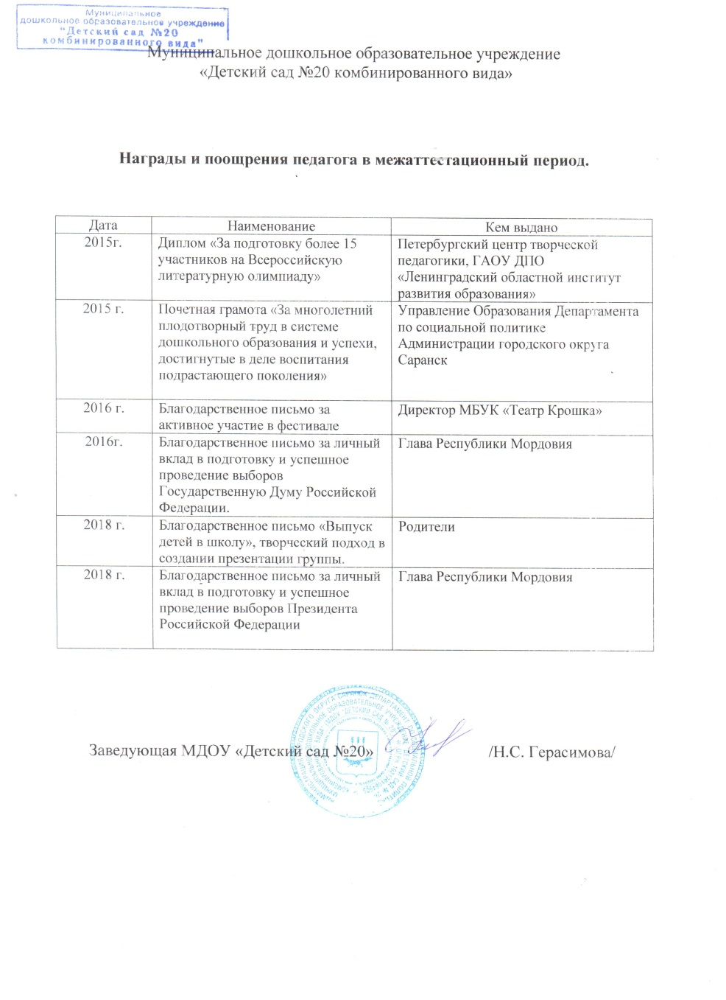 Муниципальное
дошкольное образовательное учреждение
"Детский сад №20
комбинированного вида"
Муниципальное дошкольное образовательное учреждение
«Детский сад №20 комбинированного вида»
Награды и поощрения педагога в межаттестационный период.
Дата Наименование Кем выдано
2015г.
Диплом «За подготовку более 15
участников на Всероссийскую
литературную олимпиаду»
Петербургский центр творческой
педагогики, ГАОУ ДПО
«Ленинградский областной институт
развития образования»
2015 г.
Почетная грамота «За многолетний
плодотворный труд в системе
дошкольного образования и успехи,
достигнутые в деле воспитания
подрастающего поколения»
Управление Образования Департамента
по социальной политике
Администрации городского округа
Саранск
2016 г.
Благодарственное письмо за
активное участие в фестивале
Директор МБУК «Театр Крошка»
2016г.
Благодарственное письмо за личный
вклад в подготовку и успешное
проведение выборов
Государственную Думу Российской
Федерации.
Глава Республики Мордовия
2018 г.
Благодарственное письмо «Выпуск
детей в школу», творческий подход в
создании презентации группы.
Родители
2018 г.
Благодарственное письмо за личный
вклад в подготовку и успешное
проведение выборов Президента
Российской Федерации
Глава Республики Мордовия
Заведующая МДОУ «Детский сад №20» /Н.С. Герасимова/